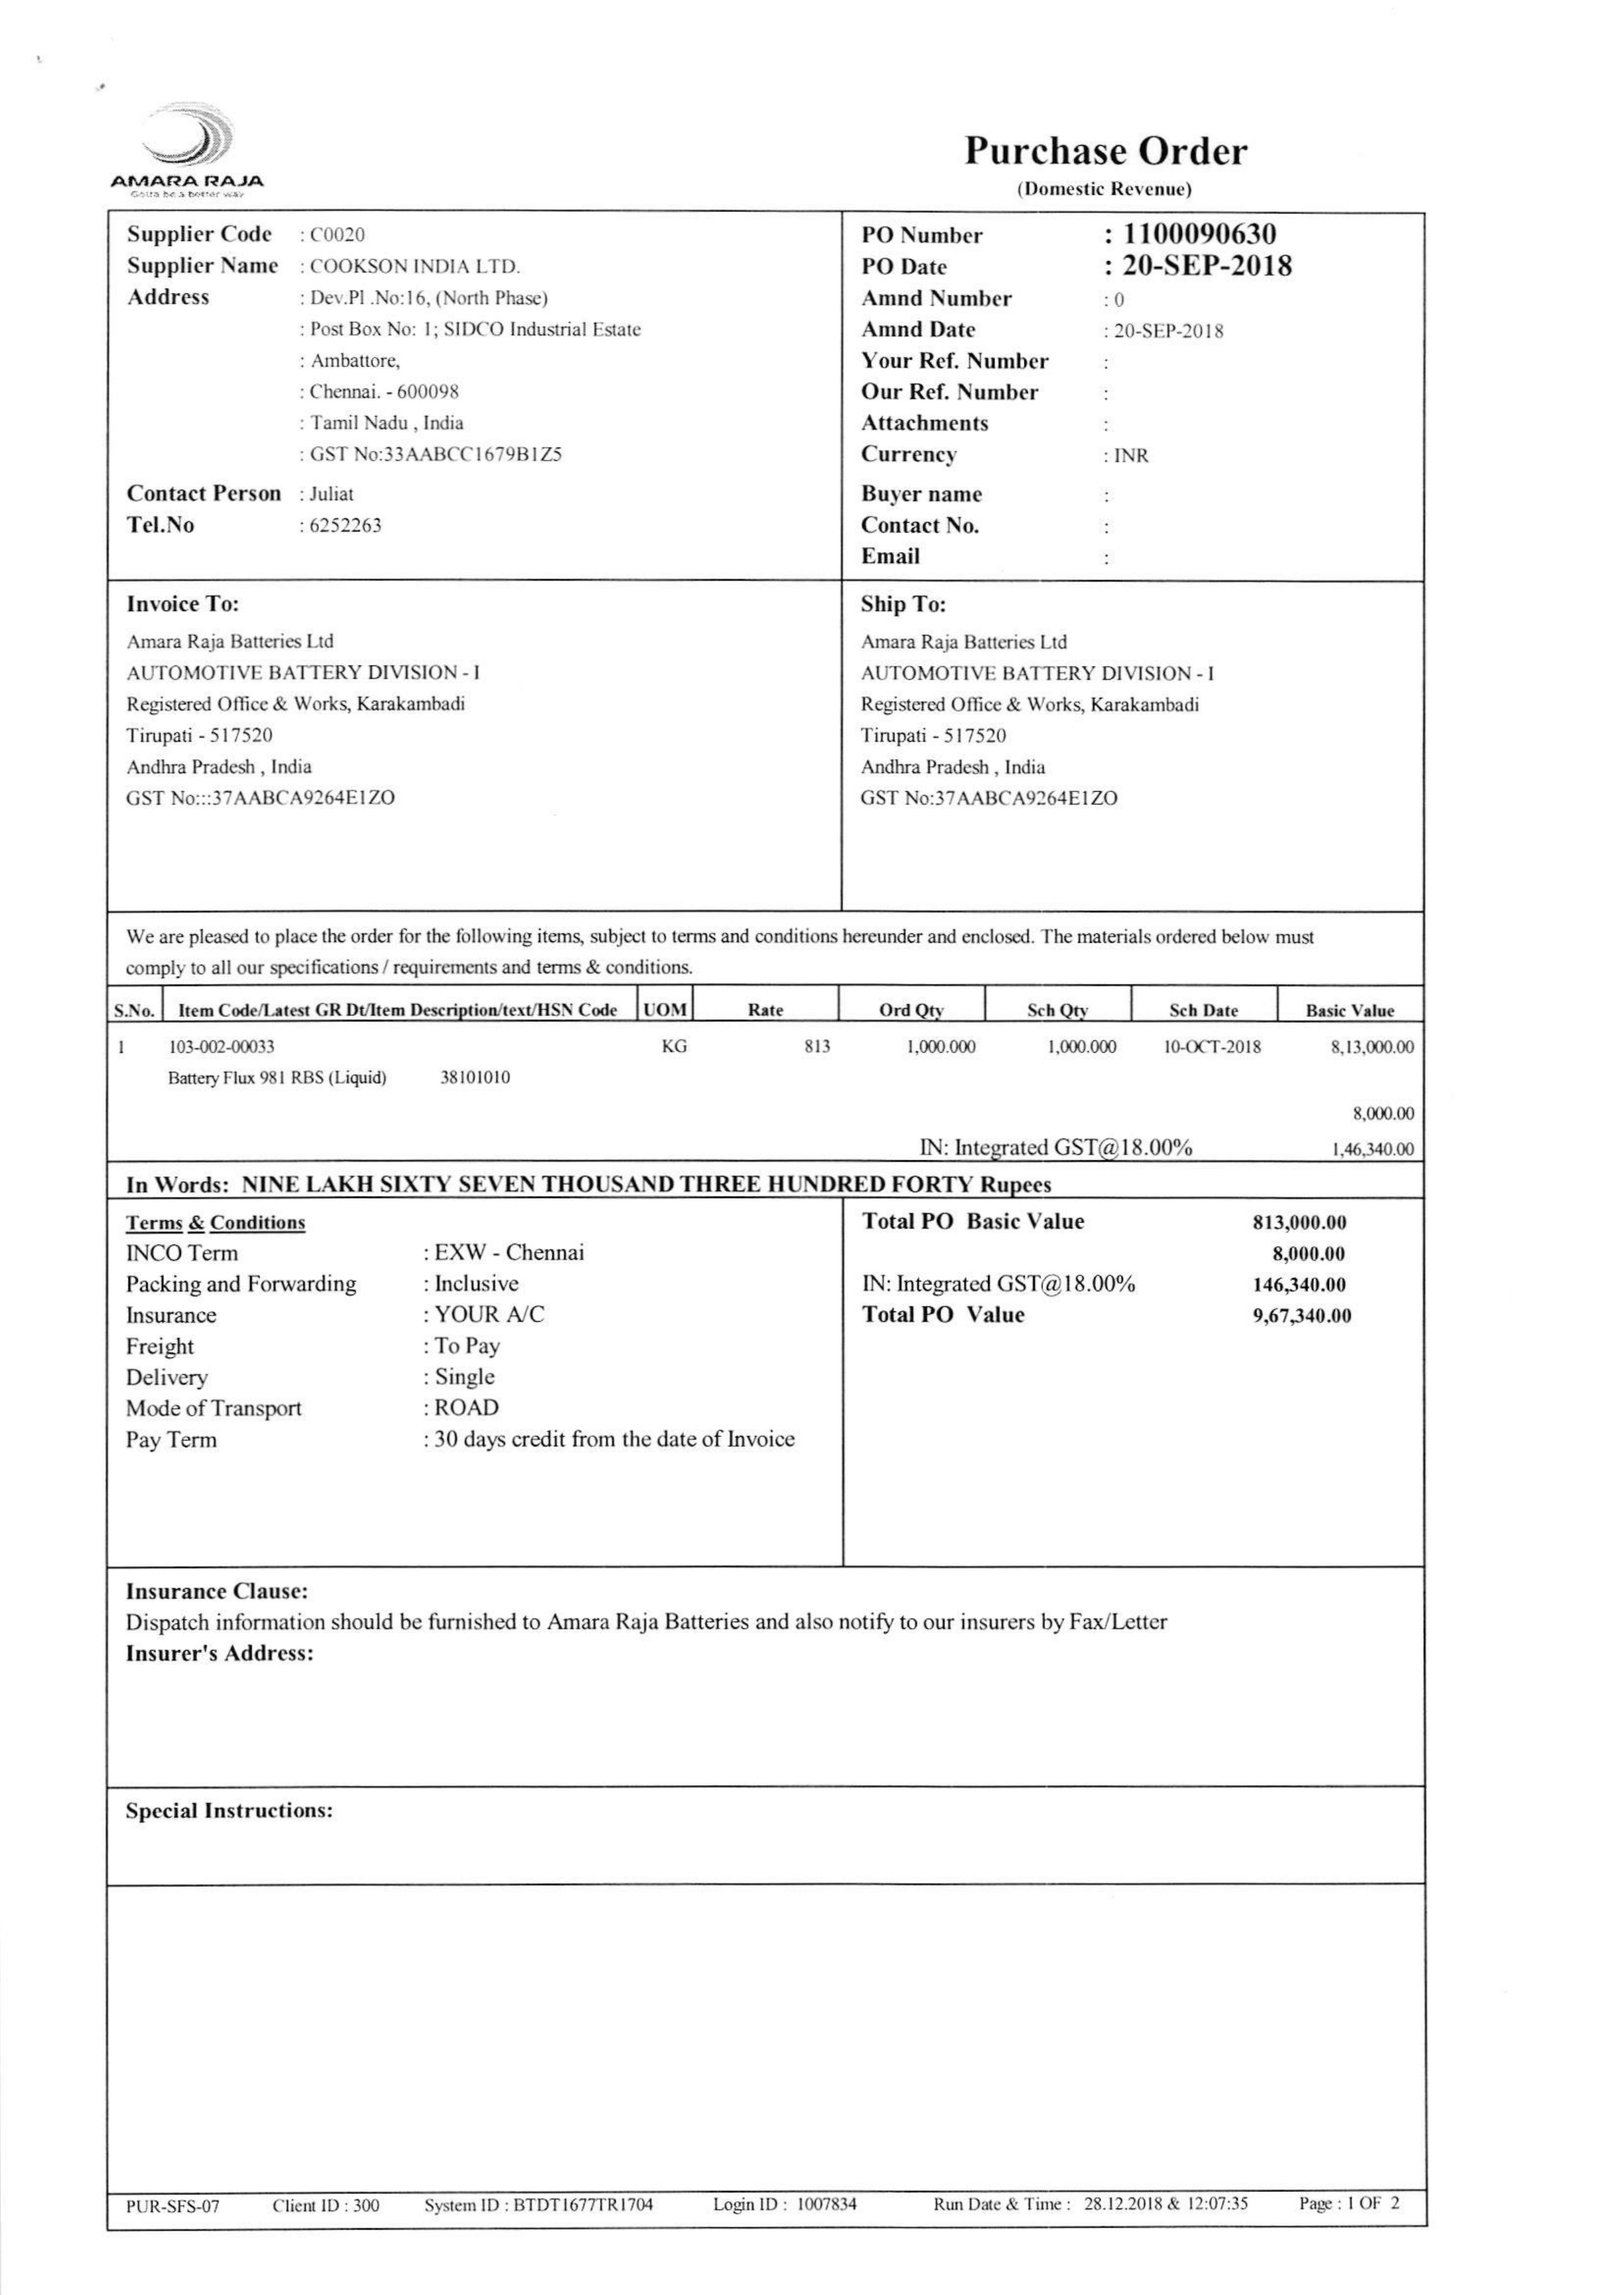 AMARA RAJA
Gotta be a better way
Purchase Order
(Domestic Revenue)
Supplier Code : C0020
Supplier Name : COOKSON INDIA LTD.
Address : Dev.Pl .No:16, (North Phase)
: Post Box No: 1; SIDCO Industrial Estate
: Ambattore,
: Chennai. - 600098
: Tamil Nadu , India
: GST No:33AABCC1679B1Z5
Contact Person : Juliat
Tel.No : 6252263
PO Number : 1100090630
PO Date : 20-SEP-2018
Amnd Number : 0
Amnd Date : 20-SEP-2018
Your Ref. Number :
Our Ref. Number :
Attachments :
Currency : INR
Buyer name :
Contact No. :
Email :
Invoice To:
Amara Raja Batteries Ltd
AUTOMOTIVE BATTERY DIVISION - I
Registered Office & Works, Karakambadi
Tirupati - 517520
Andhra Pradesh , India
GST No:::37AABCA9264E1ZO
Ship To:
Amara Raja Batteries Ltd
AUTOMOTIVE BATTERY DIVISION - I
Registered Office & Works, Karakambadi
Tirupati - 517520
Andhra Pradesh , India
GST No:37AABCA9264E1ZO
We are pleased to place the order for the following items, subject to terms and conditions hereunder and enclosed. The materials ordered below must
comply to all our specifications / requirements and terms & conditions.
S.No. Item Code/Latest GR Dt/Item Description/text/HSN Code UOM Rate Ord Qty Sch Qty Sch Date Basic Value
1 103-002-00033 KG 813 1,000.000 1,000.000 10-OCT-2018 8,13,000.00
Battery Flux 981 RBS (Liquid) 38101010
8,000.00
IN: Integrated GST@18.00% 1,46,340.00
In Words: NINE LAKH SIXTY SEVEN THOUSAND THREE HUNDRED FORTY Rupees
Terms & Conditions
INCO Term : EXW - Chennai
Packing and Forwarding : Inclusive
Insurance : YOUR A/C
Freight : To Pay
Delivery : Single
Mode of Transport : ROAD
Pay Term : 30 days credit from the date of Invoice
Total PO Basic Value 813,000.00
8,000.00
IN: Integrated GST@18.00% 146,340.00
Total PO Value 9,67,340.00
Insurance Clause:
Dispatch information should be furnished to Amara Raja Batteries and also notify to our insurers by Fax/Letter
Insurer's Address:
Special Instructions:
PUR-SFS-07 Client ID : 300 System ID : BTDT1677TR1704 Login ID : 1007834 Run Date & Time : 28.12.2018 & 12:07:35 Page : 1 OF 2